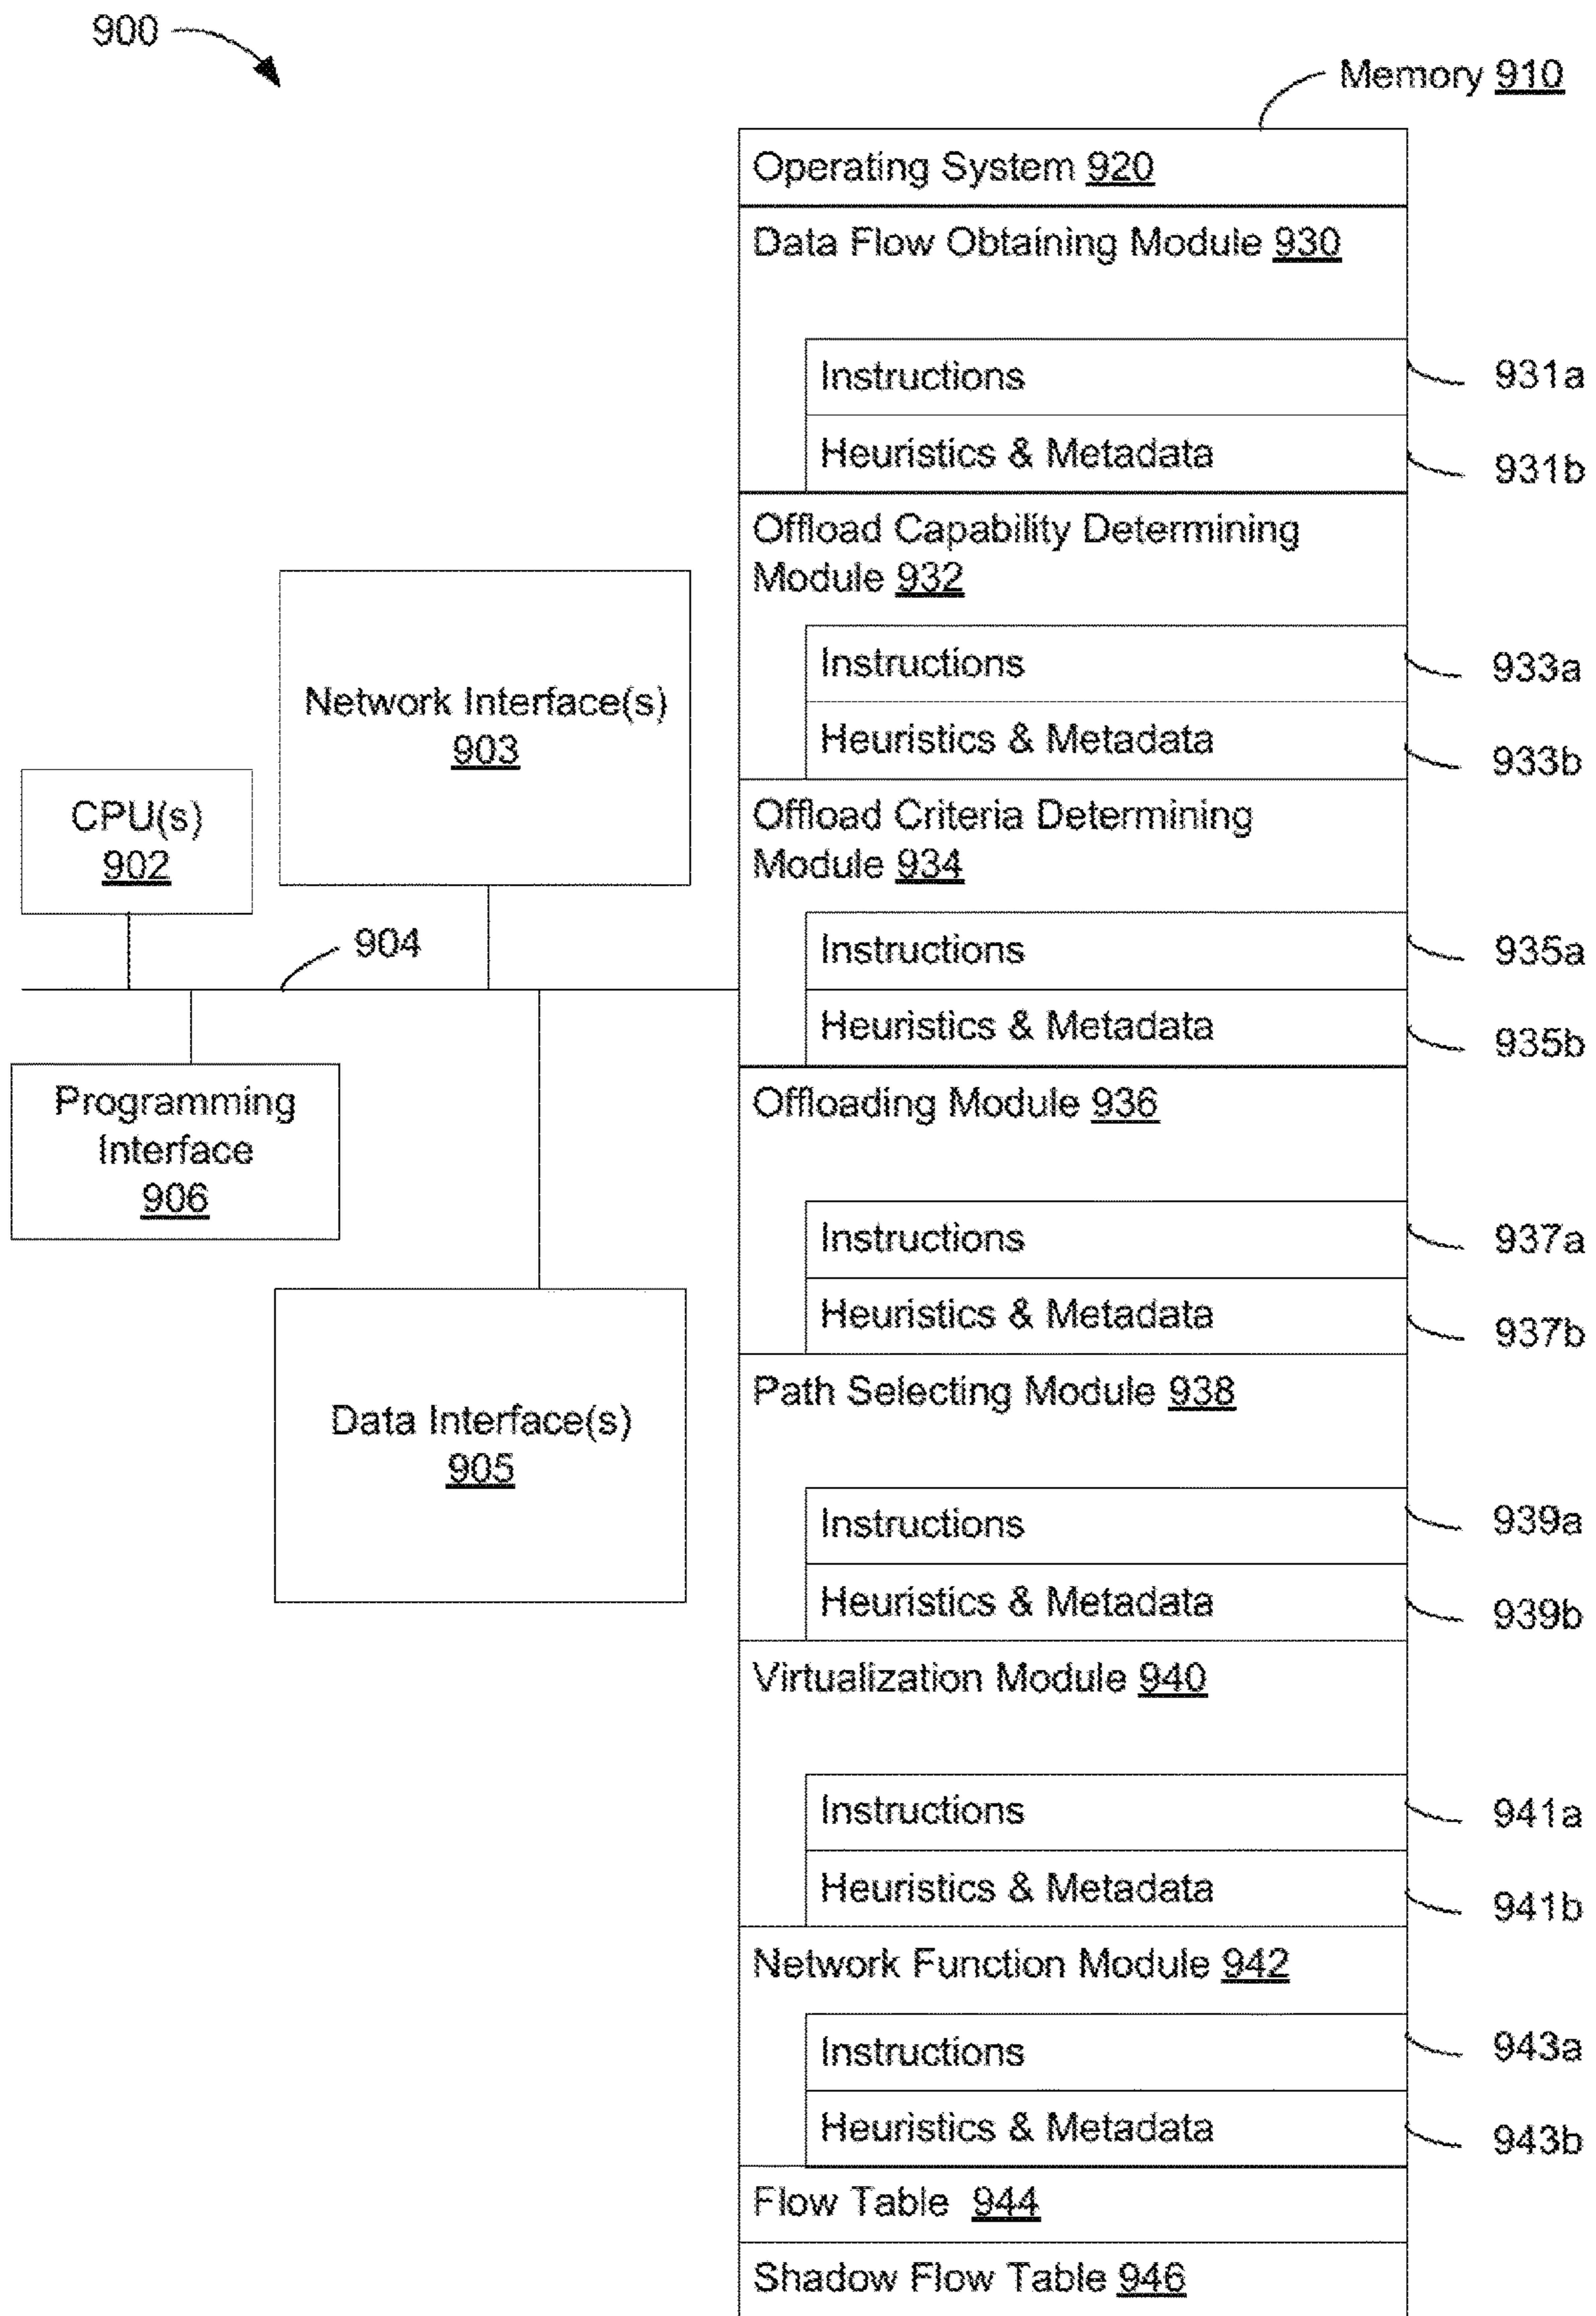 900
Memory 910
Operating System 920
Data Flow Obtaining Module 930
Instructions
931a
Heuristics & Metadata
931b
Offload Capability Determining
Module 932
Instructions
933a
Heuristics & Metadata
933b
Network Interface(s)
903
CPU(s)
902
904
Programming
Interface
906
Data Interface(s)
905
Offload Criteria Determining
Module 934
Instructions
935a
Heuristics & Metadata
935b
Offloading Module 936
Instructions
937a
Heuristics & Metadata
937b
Path Selecting Module 938
Instructions
939a
Heuristics & Metadata
939b
Virtualization Module 940
Instructions
941a
Heuristics & Metadata
941b
Network Function Module 942
Instructions
943a
Heuristics & Metadata
943b
Flow Table 944
Shadow Flow Table 946